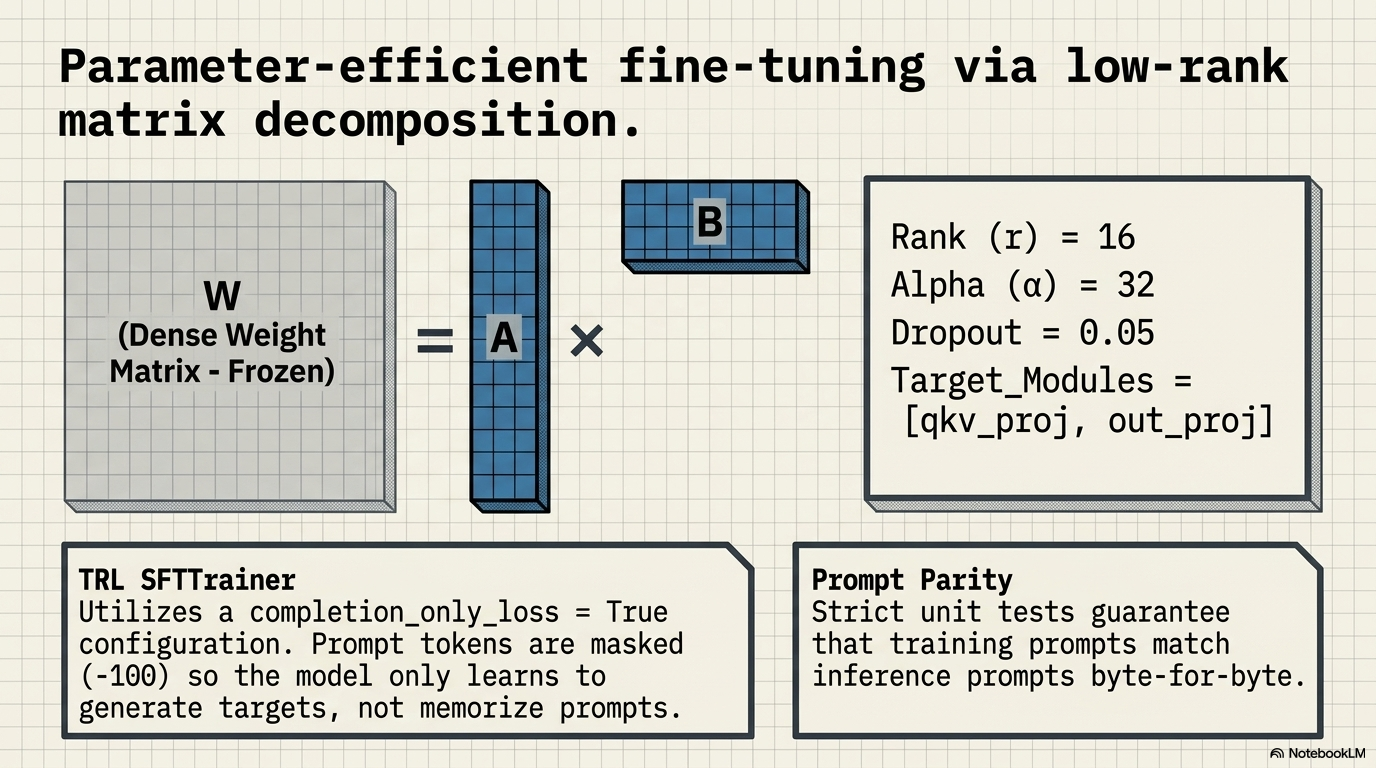 Parameter-efficient fine-tuning via low-rank
matrix decomposition.
W
(Dense Weight
Matrix - Frozen)
=
A
×
B
Rank (r) = 16
Alpha (α) = 32
Dropout = 0.05
Target_Modules =
[qkv_proj, out_proj]
TRL SFTTrainer
Utilizes a completion_only_loss = True
configuration. Prompt tokens are masked
(-100) so the model only learns to
generate targets, not memorize prompts.
Prompt Parity
Strict unit tests guarantee
that training prompts match
inference prompts byte-for-byte.
NotebookLM